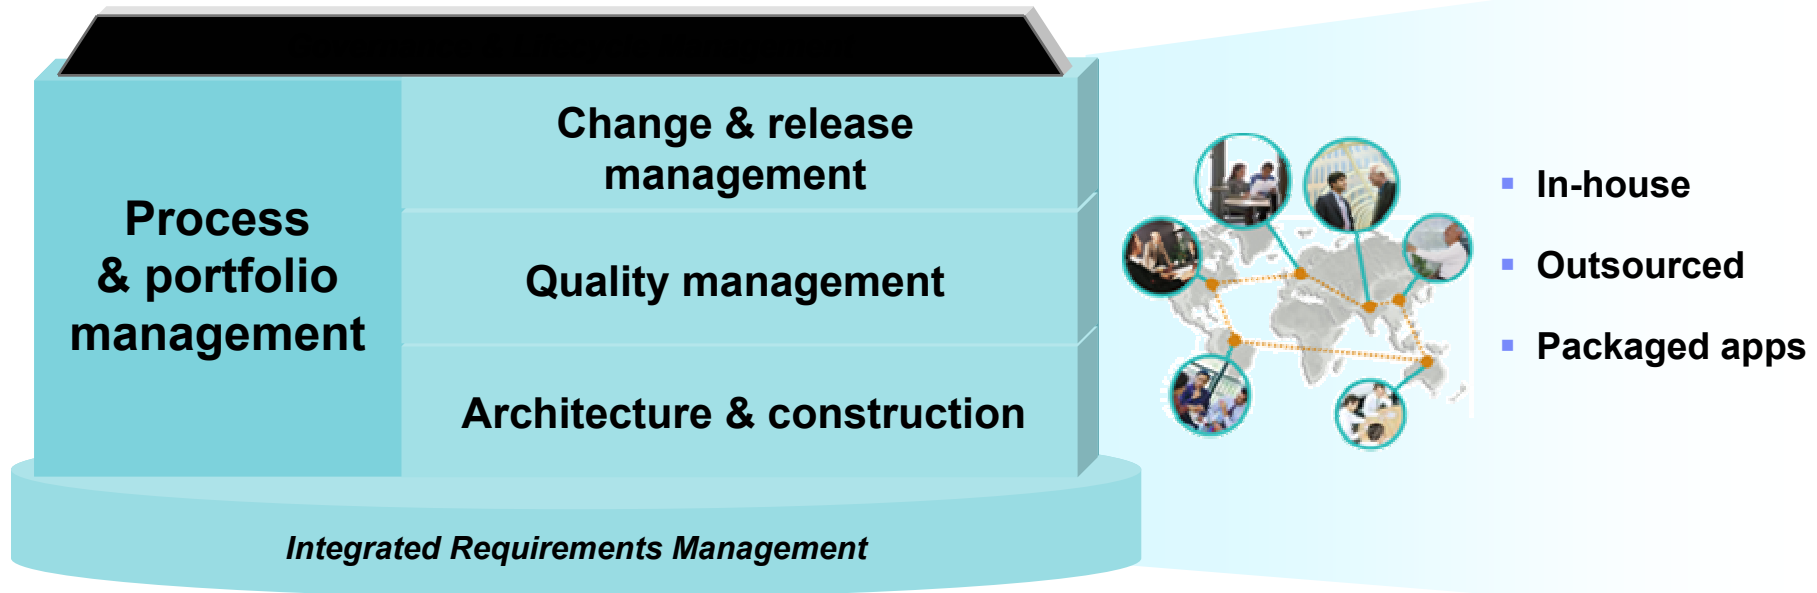 Change & release
management
Process
& portfolio
management
Quality management
Architecture & construction
Integrated Requirements Management
In-house
Outsourced
Packaged apps